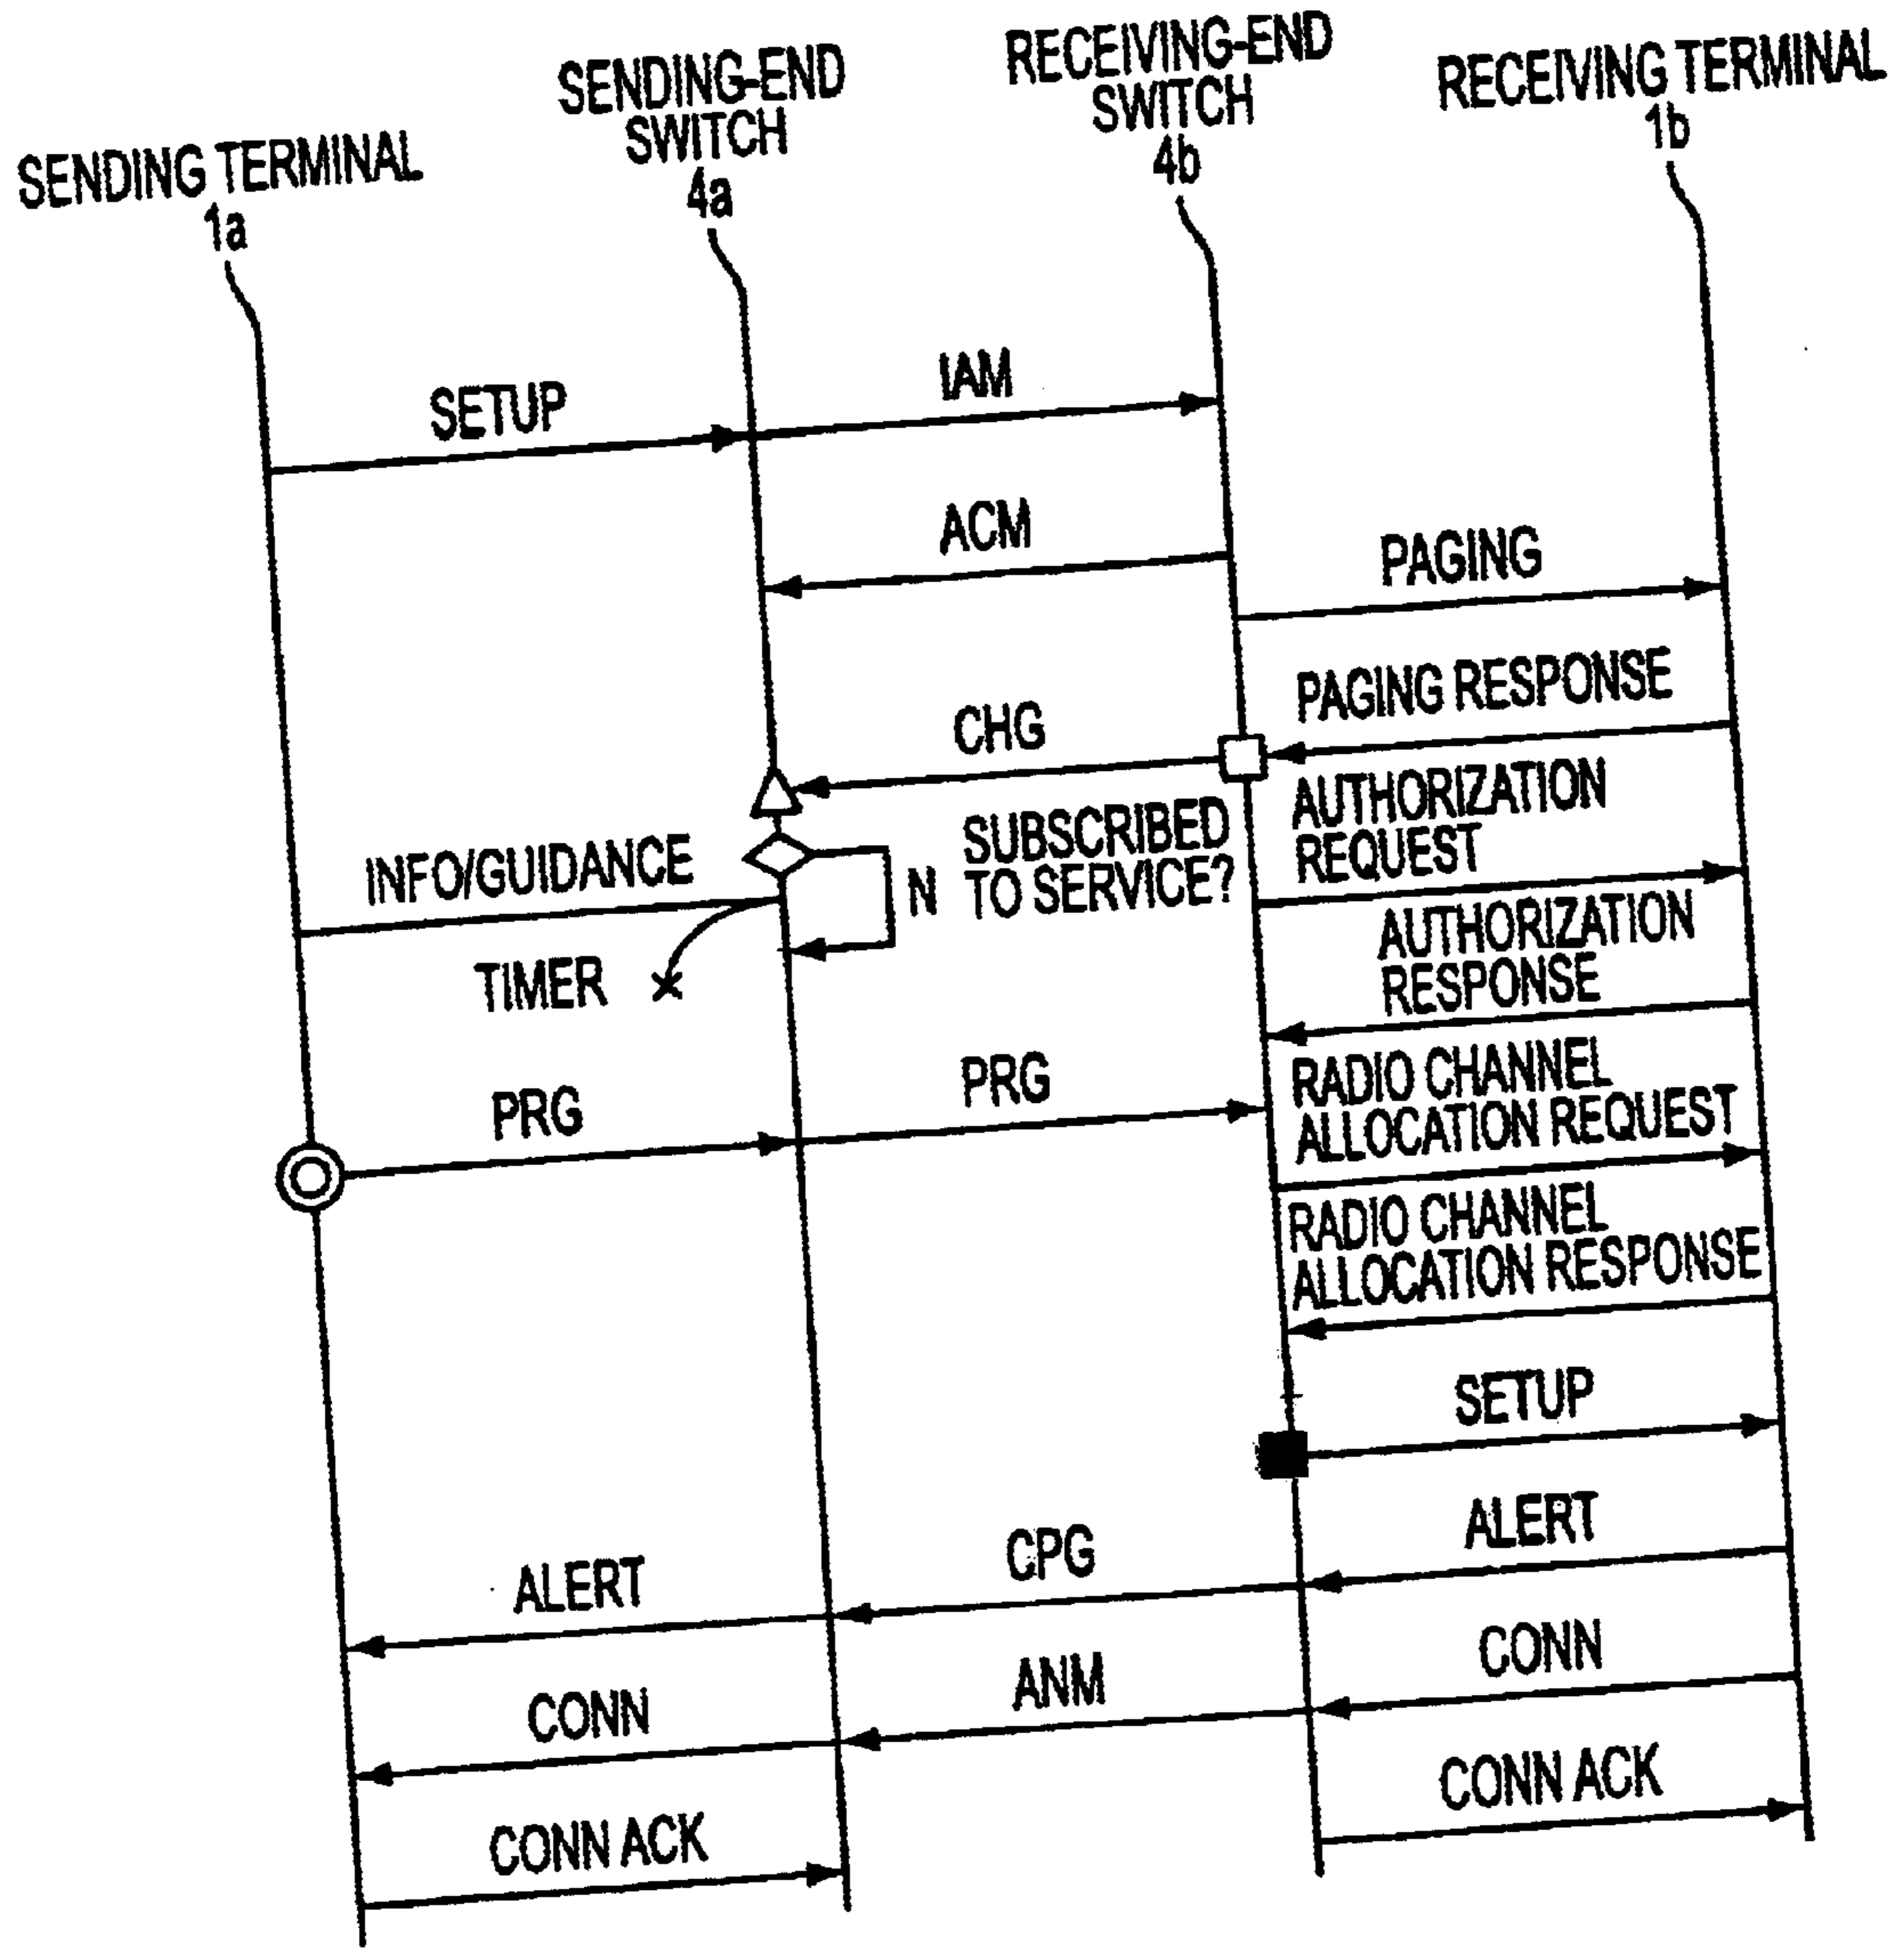 SENDING TERMINAL
1a
SENDING-END
SWITCH
4a
RECEIVING-END
SWITCH
4b
RECEIVING TERMINAL
1b
SETUP
IAM
ACM
PAGING
PAGING RESPONSE
CHG
AUTHORIZATION
REQUEST
SUBSCRIBED
TO SERVICE?
N
INFO/GUIDANCE
TIMER
AUTHORIZATION
RESPONSE
PRG
PRG
RADIO CHANNEL
ALLOCATION REQUEST
RADIO CHANNEL
ALLOCATION RESPONSE
SETUP
ALERT
CPG
ALERT
CONN
ANM
CONN
CONN ACK
CONN ACK